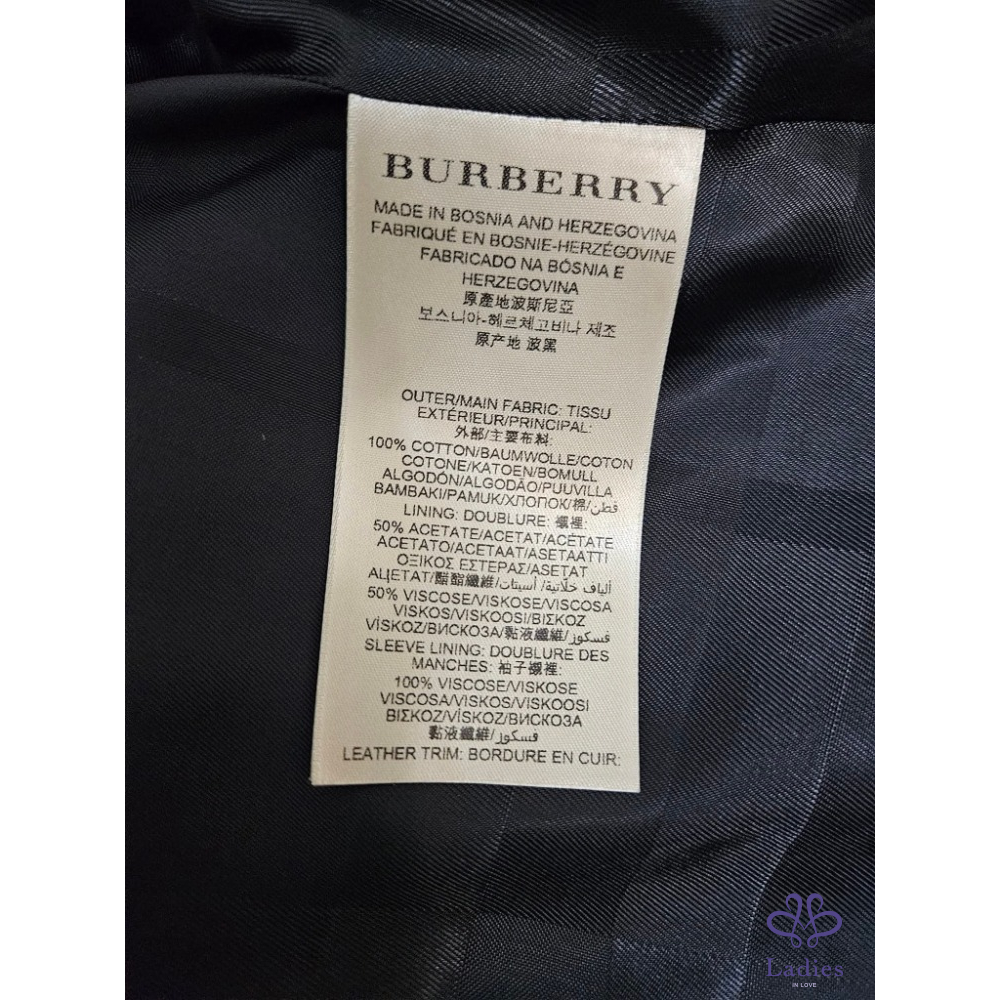 BURBERRY
MADE IN BOSNIA AND HERZEGOVINA
FABRIQUÉ EN BOSNIE-HERZÉGOVINE
FABRICADO NA BÓSNIA E
HERZEGOVINA
原產地波斯尼亞
보스니아-헤르체고비나 제조
原产地 波黑
OUTER/MAIN FABRIC: TISSU
EXTÉRIEUR/PRINCIPAL:
外部/主要布料:
100% COTTON/BAUMWOLLE/COTON
COTONE/KATOEN/BOMULL
ALGODÓN/ALGODÃO/PUUVILLA
BAMBAKI/PAMUK/ХЛОПОК/棉/قطن
LINING: DOUBLURE: 襯裡:
50% ACETATE/ACETAT/ACÉTATE
ACETATO/ACETAAT/ASETAATTI
ΟΞΙΚΟΣ ΕΣΤΕΡΑΣ/ASETAT
АЦЕТАТ/醋酯纖維/ألياف خلّاتية/ أسيتات
50% VISCOSE/VISKOSE/VISCOSA
VISKOS/VISKOOSI/ΒΙΣΚΟΖ
VİSKOZ/ВИСКОЗА/黏液纖維/فسكوز
SLEEVE LINING: DOUBLURE DES
MANCHES: 袖子襯裡:
100% VISCOSE/VISKOSE
VISCOSA/VISKOS/VISKOOSI
ΒΙΣΚΟΖ/VİSKOZ/ВИСКОЗА
黏液纖維/فسكوز
LEATHER TRIM: BORDURE EN CUIR:
Ladies
IN LOVE